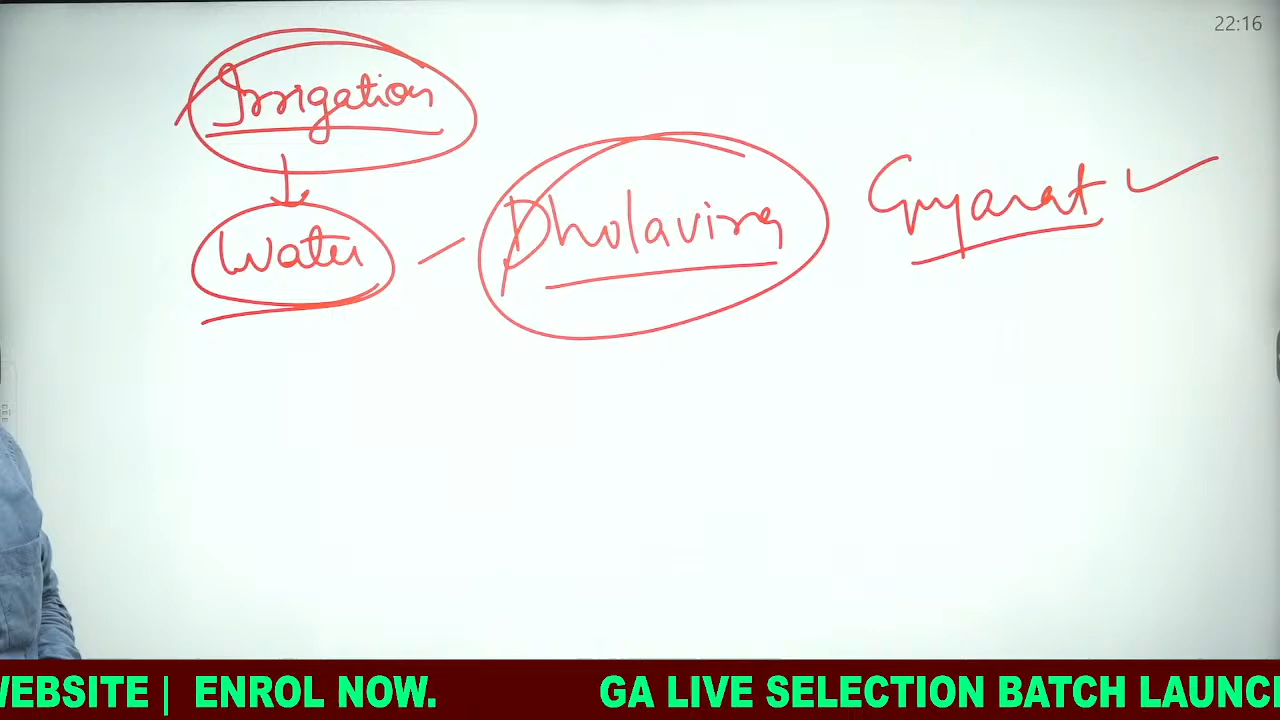 22:16
Irrigation
Water - Dholavira Gujarat ✓
WEBSITE | ENROL NOW. GA LIVE SELECTION BATCH LAUNC